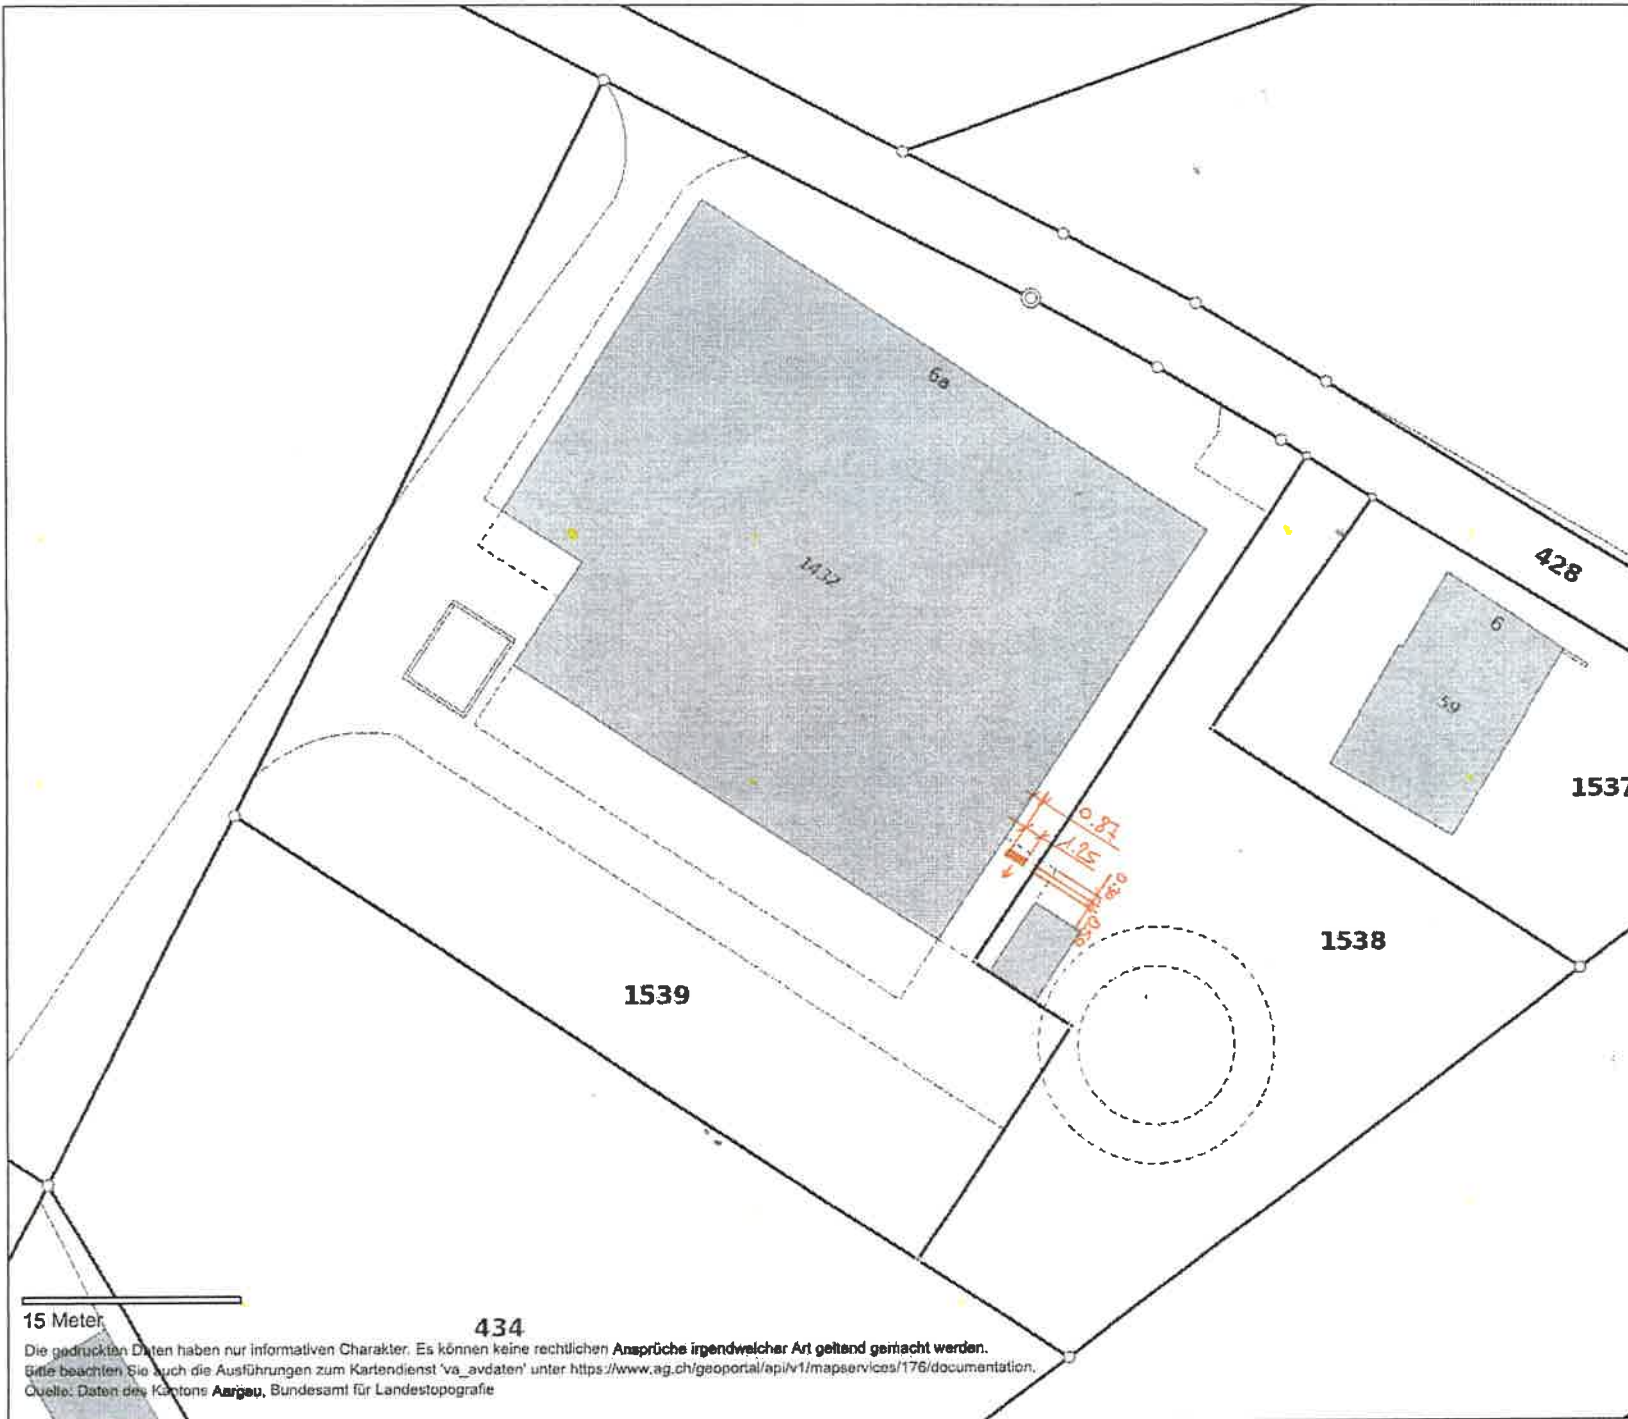 6a
1432
428
6
59
1537
0.87
1.25
0.50
1538
1539
15 Meter
434
Die gedruckten Daten haben nur informativen Charakter. Es können keine rechtlichen Ansprüche irgendwelcher Art geltend gemacht werden.
Bitte beachten Sie auch die Ausführungen zum Kartendienst 'va_avdaten' unter https://www.ag.ch/geoportal/api/v1/mapservices/176/documentation.
Quelle: Daten des Kantons Aargau, Bundesamt für Landestopografie